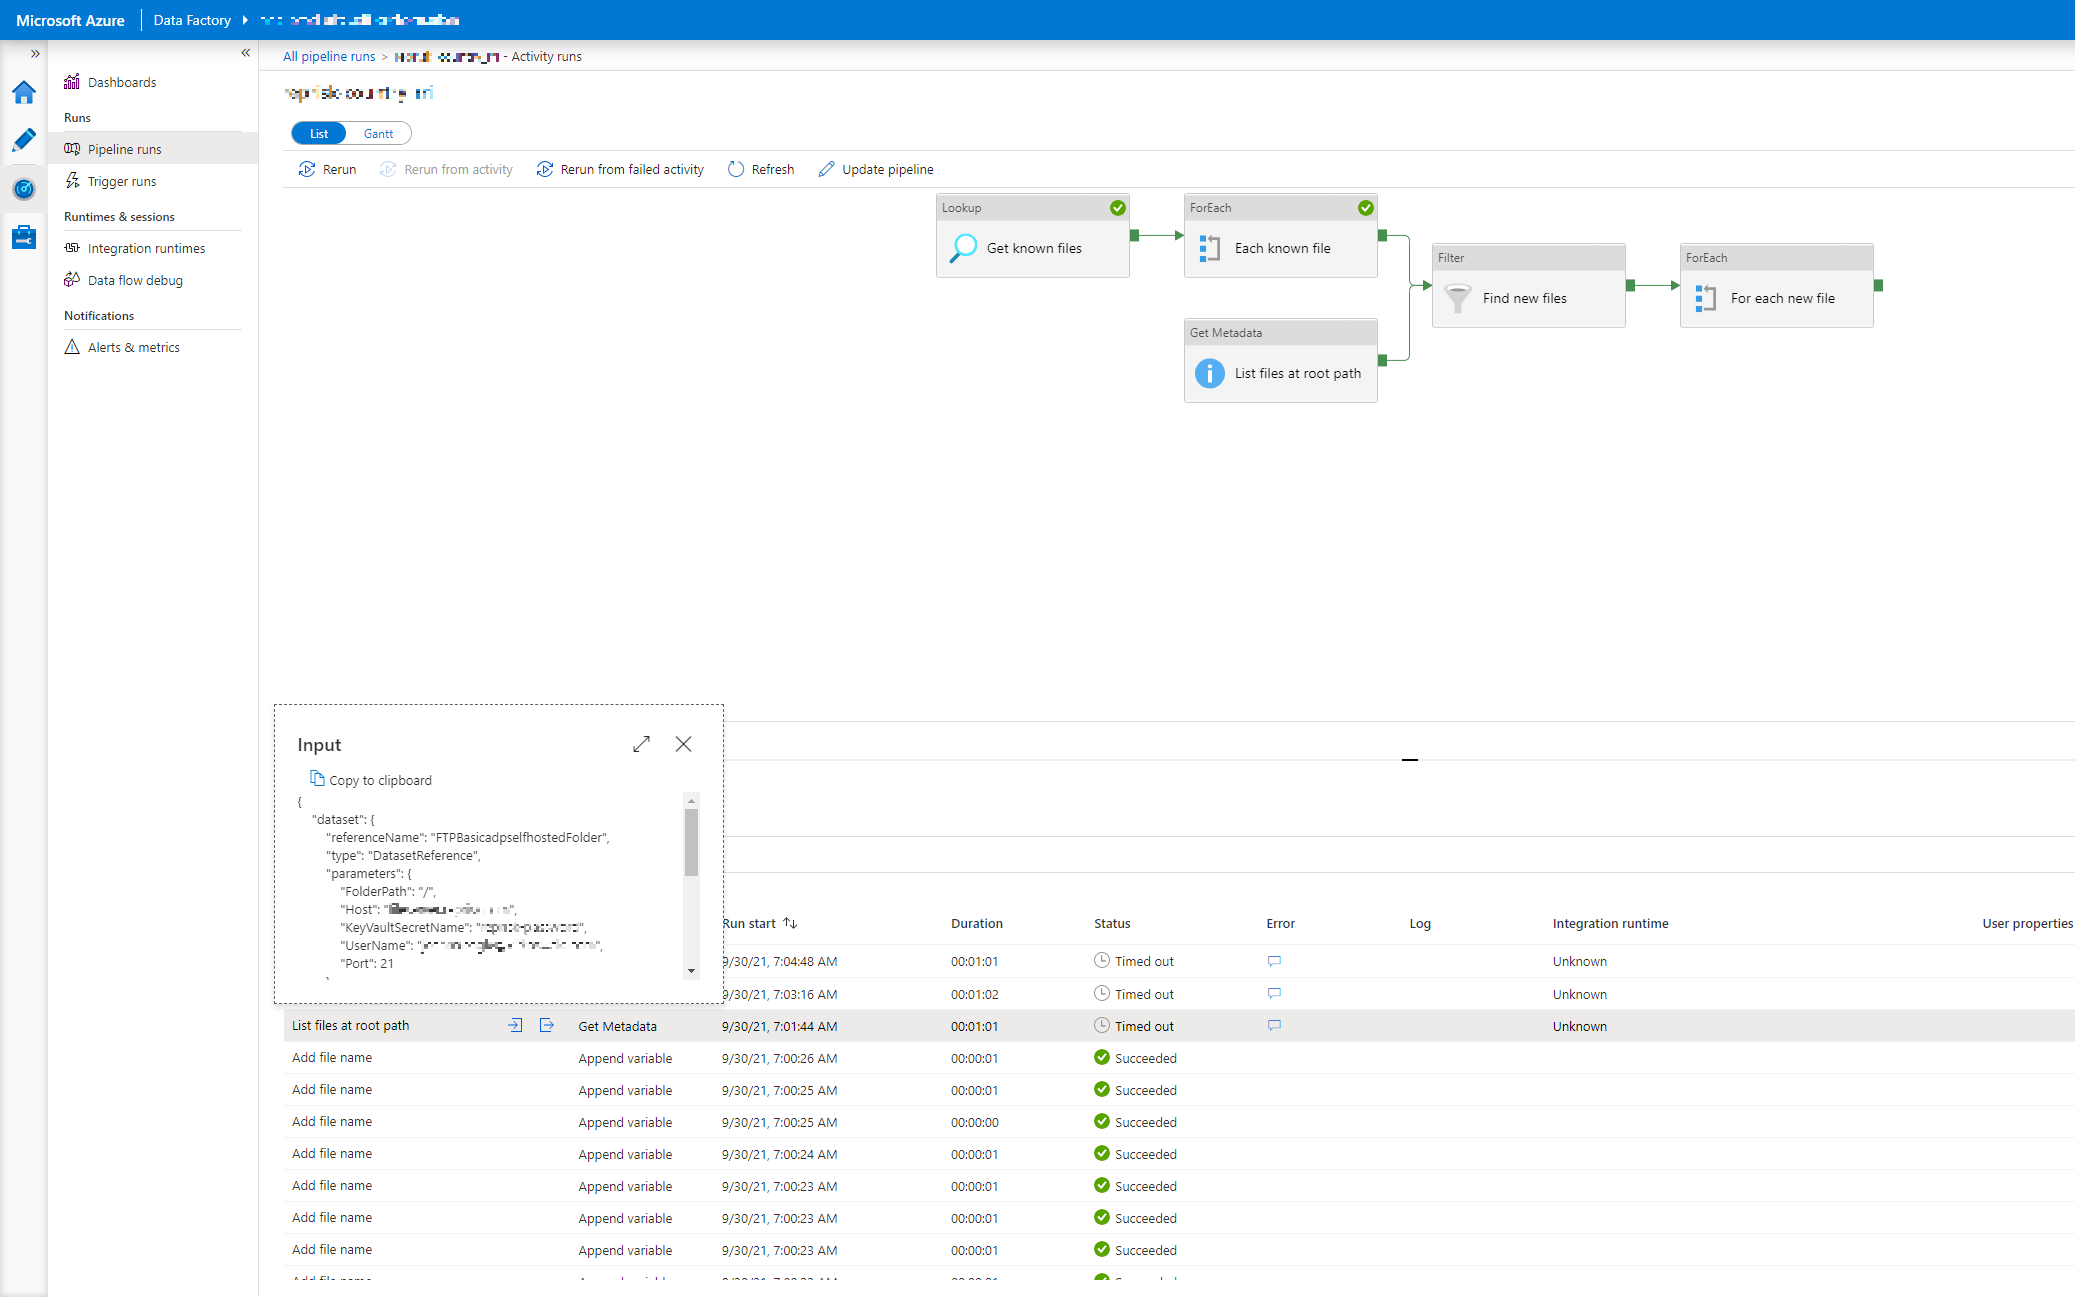 Microsoft Azure
Data Factory
Dashboards
Runs
Pipeline runs
Trigger runs
Runtimes & sessions
Integration runtimes
Data flow debug
Notifications
Alerts & metrics
All pipeline runs > - Activity runs
List Gantt
Rerun Rerun from activity Rerun from failed activity Refresh Update pipeline
Lookup
Get known files
ForEach
Each known file
Get Metadata
List files at root path
Filter
Find new files
ForEach
For each new file
Input
Copy to clipboard
{
"dataset": {
"referenceName": "FTPBasicadpselfhostedFolder",
"type": "DatasetReference",
"parameters": {
"FolderPath": "/",
"Host": "
"KeyVaultSecretName": "
"UserName": "
"Port": 21
Run start Duration Status Error Log Integration runtime User properties
9/30/21, 7:04:48 AM 00:01:01 Timed out Unknown
9/30/21, 7:03:16 AM 00:01:02 Timed out Unknown
List files at root path Get Metadata 9/30/21, 7:01:44 AM 00:01:01 Timed out Unknown
Add file name Append variable 9/30/21, 7:00:26 AM 00:00:01 Succeeded
Add file name Append variable 9/30/21, 7:00:25 AM 00:00:01 Succeeded
Add file name Append variable 9/30/21, 7:00:25 AM 00:00:00 Succeeded
Add file name Append variable 9/30/21, 7:00:24 AM 00:00:01 Succeeded
Add file name Append variable 9/30/21, 7:00:23 AM 00:00:01 Succeeded
Add file name Append variable 9/30/21, 7:00:23 AM 00:00:01 Succeeded
Add file name Append variable 9/30/21, 7:00:23 AM 00:00:01 Succeeded